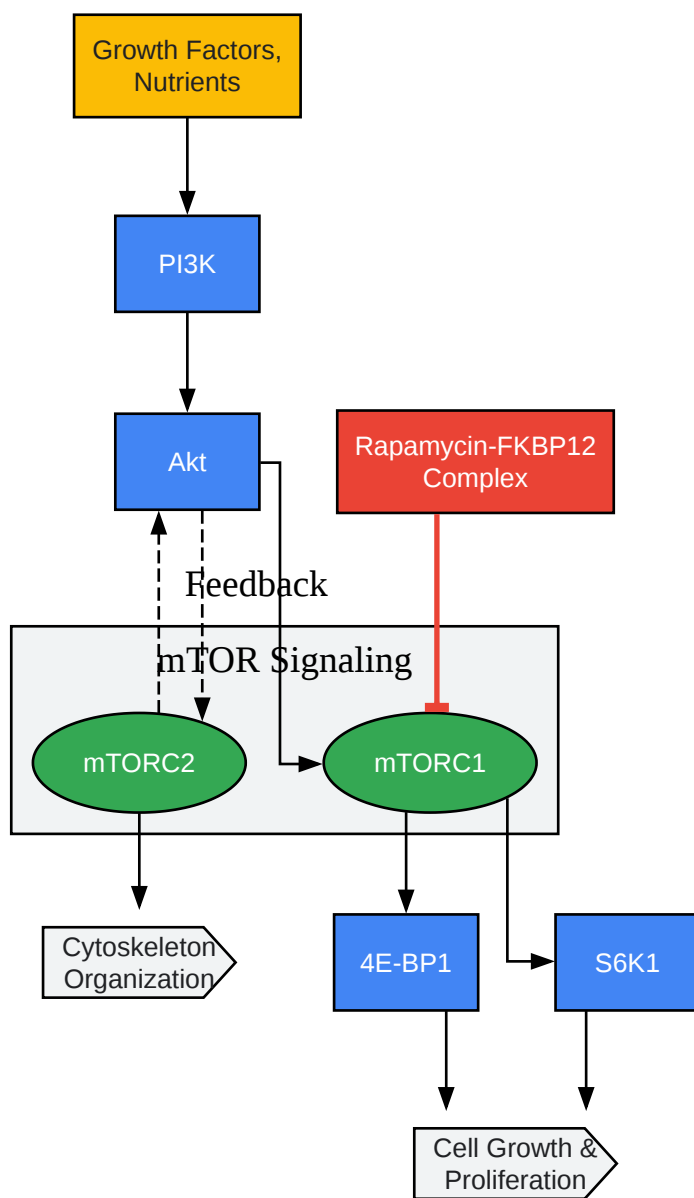 Growth Factors,
Nutrients
PI3K
Akt
Rapamycin-FKBP12
Complex
Feedback
mTOR Signaling
mTORC2
mTORC1
Cytoskeleton
Organization
4E-BP1
S6K1
Cell Growth &
Proliferation